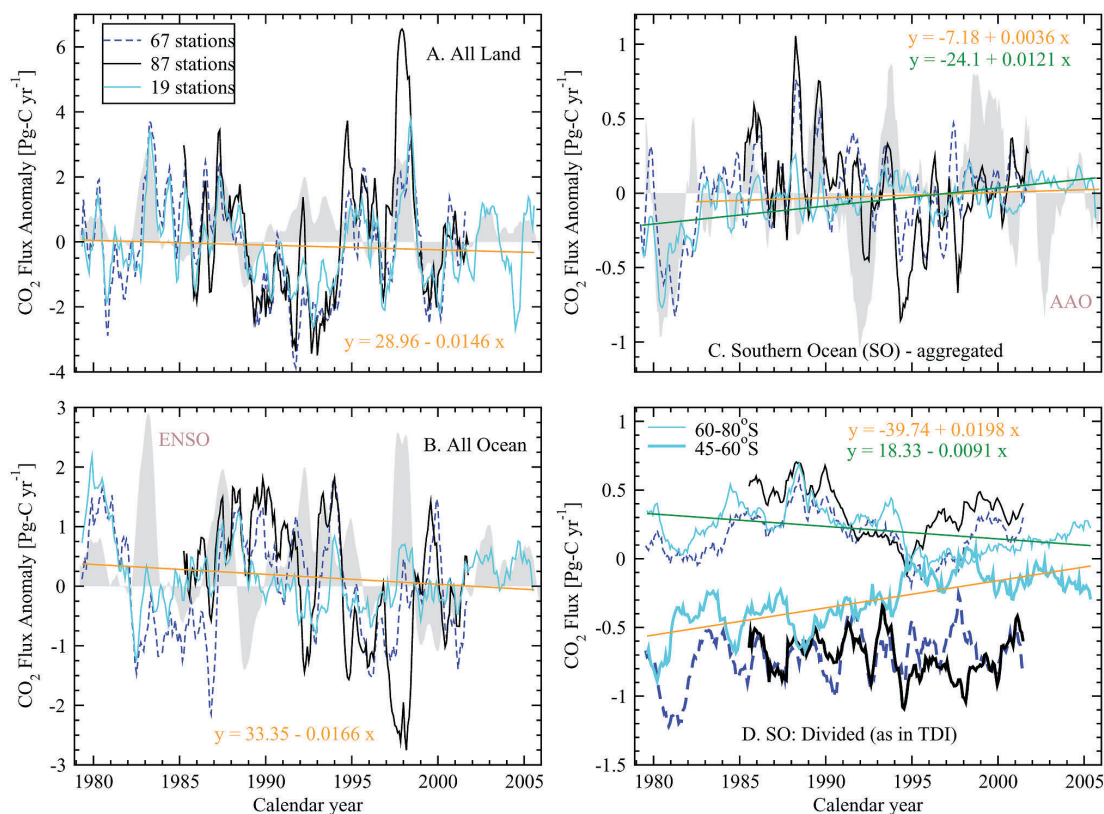 67 stations
87 stations
19 stations
A. All Land
CO2 Flux Anomaly [Pg-C yr-1]
6
4
2
0
-2
-4
y = 28.96 - 0.0146 x
y = -7.18 + 0.0036 x
y = -24.1 + 0.0121 x
CO2 Flux Anomaly [Pg-C yr-1]
1
0.5
0
-0.5
-1
AAO
C. Southern Ocean (SO) - aggregated
ENSO
B. All Ocean
CO2 Flux Anomaly [Pg-C yr-1]
3
2
1
0
-1
-2
-3
y = 33.35 - 0.0166 x
1980 1985 1990 1995 2000 2005
Calendar year
60-80°S
45-60°S
y = -39.74 + 0.0198 x
y = 18.33 - 0.0091 x
CO2 Flux [Pg-C yr-1]
1
0.5
0
-0.5
-1
-1.5
D. SO: Divided (as in TDI)
1980 1985 1990 1995 2000 2005
Calendar year